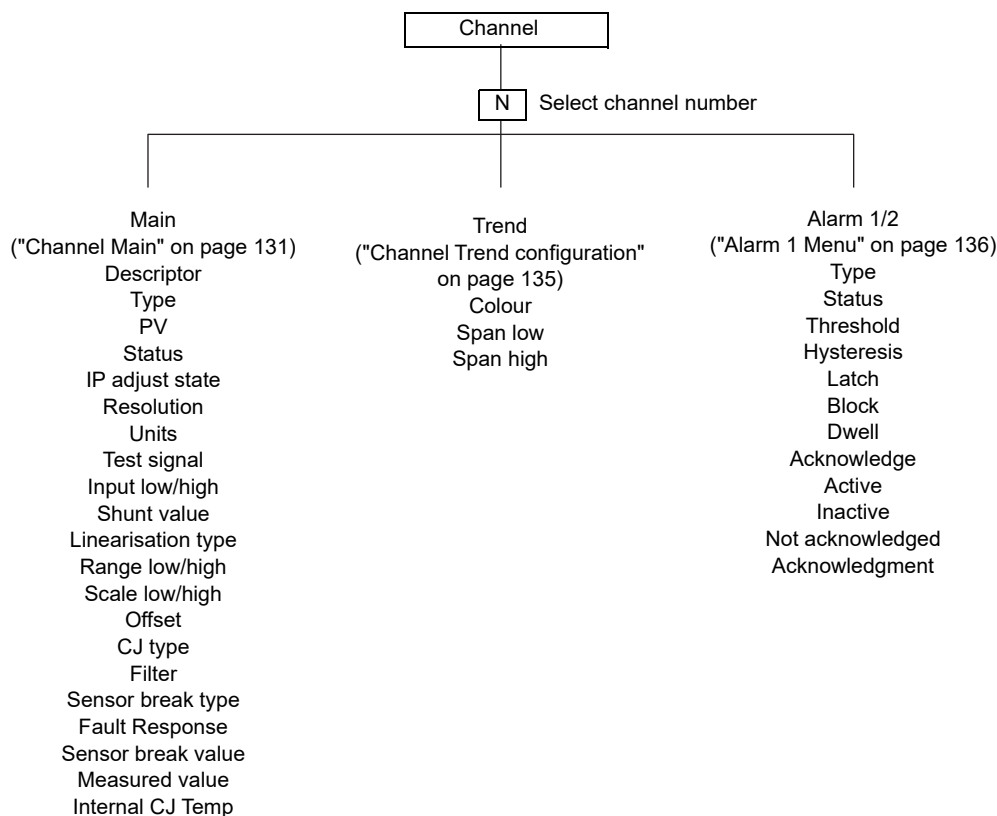 Channel
N
Select channel number
Main
("Channel Main" on page 131)
Descriptor
Type
PV
Status
IP adjust state
Resolution
Units
Test signal
Input low/high
Shunt value
Linearisation type
Range low/high
Scale low/high
Offset
CJ type
Filter
Sensor break type
Fault Response
Sensor break value
Measured value
Internal CJ Temp
Trend
("Channel Trend configuration"
on page 135)
Colour
Span low
Span high
Alarm 1/2
("Alarm 1 Menu" on page 136)
Type
Status
Threshold
Hysteresis
Latch
Block
Dwell
Acknowledge
Active
Inactive
Not acknowledged
Acknowledgment